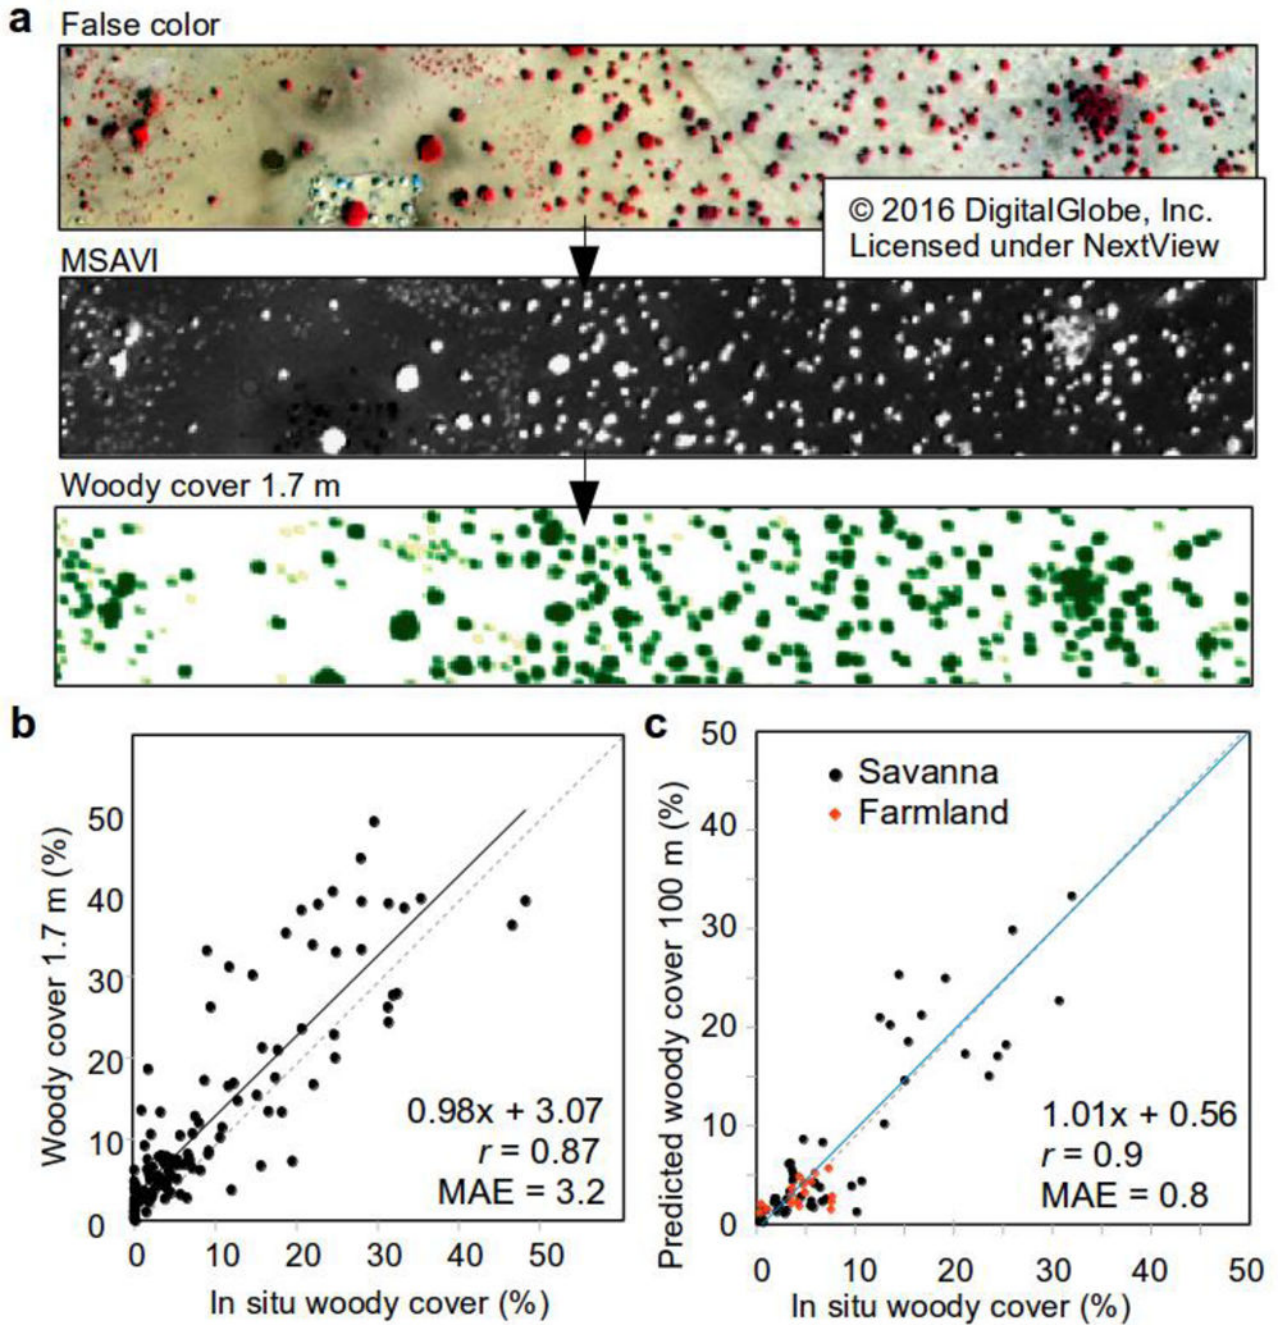 a
False color
© 2016 DigitalGlobe, Inc.
Licensed under NextView
MSAVI
Woody cover 1.7 m
b
Woody cover 1.7 m (%)
50
40
30
20
10
0
0.98x + 3.07
r = 0.87
MAE = 3.2
0 10 20 30 40 50
In situ woody cover (%)
c
Predicted woody cover 100 m (%)
50
40
30
20
10
0
Savanna
Farmland
1.01x + 0.56
r = 0.9
MAE = 0.8
0 10 20 30 40 50
In situ woody cover (%)